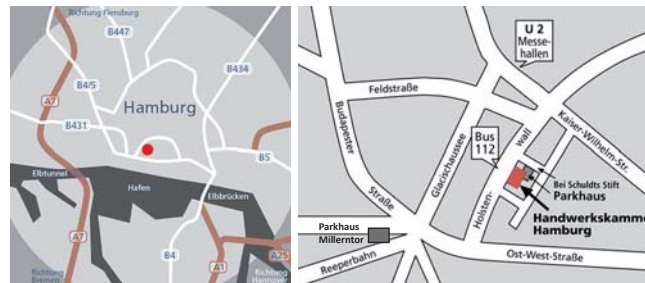 Richtung Flensburg
B447
B434
B4/5
A7
Hamburg
B431
B5
Elbtunnel
Hafen
Elbbrücken
A7
B4
A1
A25
Richtung
Bremen
Richtung
Hannover
U 2
Messe-
hallen
Feldstraße
Budapester
Straße
Glacischaussee
Bus
112
Holsten-
wall
Kaiser-Wilhelm-Str.
Bei Schuldts Stift
Parkhaus
Handwerkskamme
Hamburg
Parkhaus
Millerntor
Reeperbahn
Ost-West-Straße